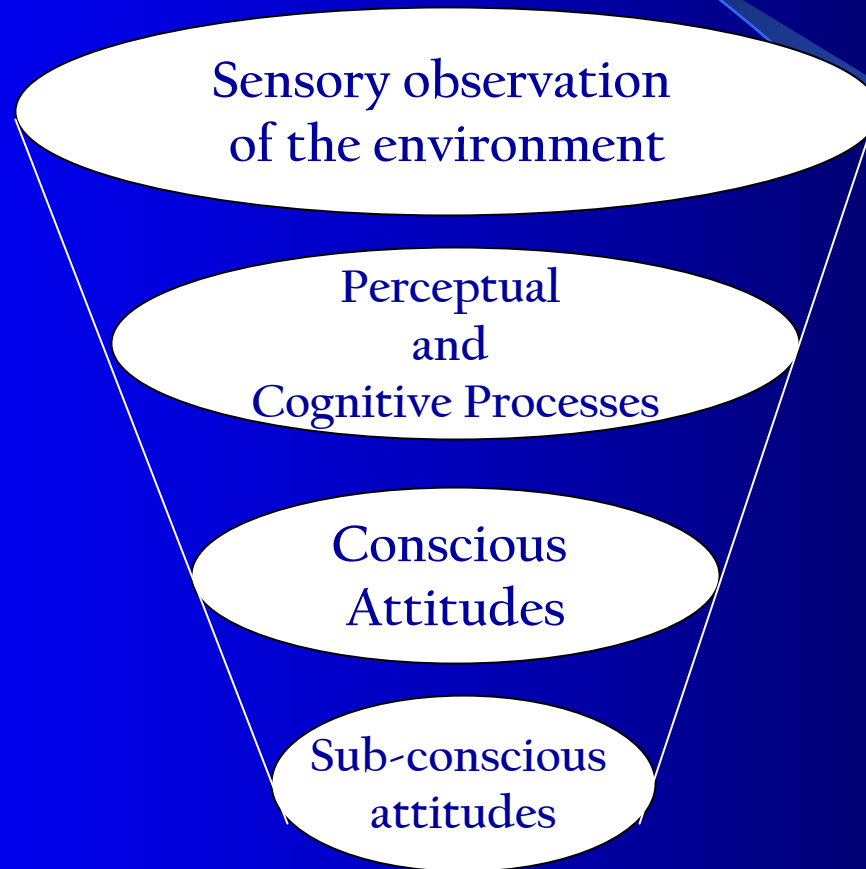 Sensory observation
of the environment
Perceptual
and
Cognitive Processes
Conscious
Attitudes
Sub-conscious
attitudes